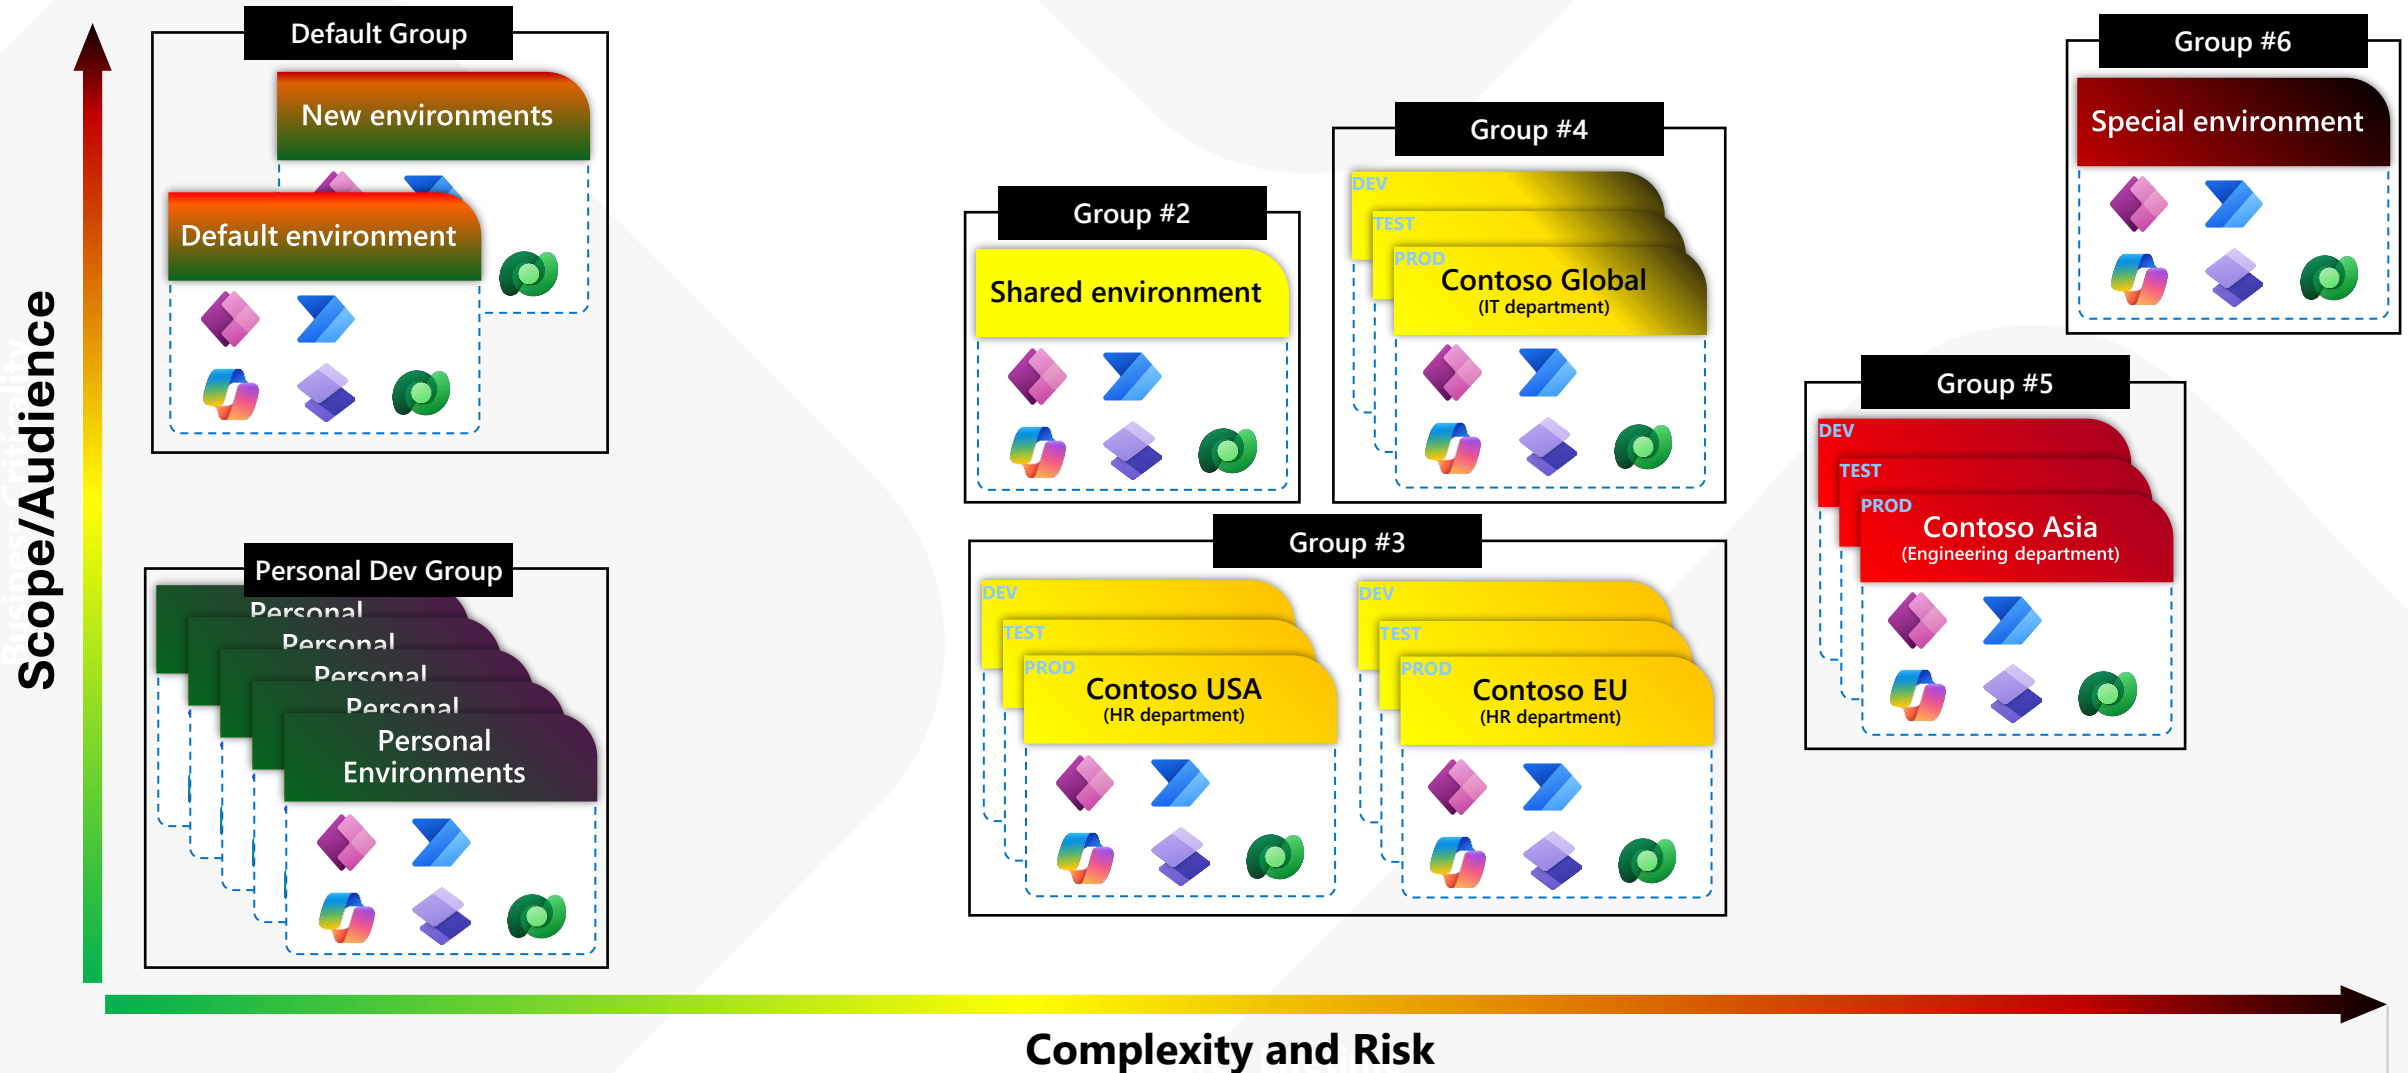 Default Group
New environments
Default environment
Personal Dev Group
Personal
Personal
Personal
Personal
Personal
Environments
Group #2
Shared environment
Group #4
DEV
TEST
PROD
Contoso Global
(IT department)
Group #3
DEV
TEST
PROD
Contoso USA
(HR department)
DEV
TEST
PROD
Contoso EU
(HR department)
Group #6
Special environment
Group #5
DEV
TEST
PROD
Contoso Asia
(Engineering department)
Scope/Audience
Business Criticality
Complexity and Risk